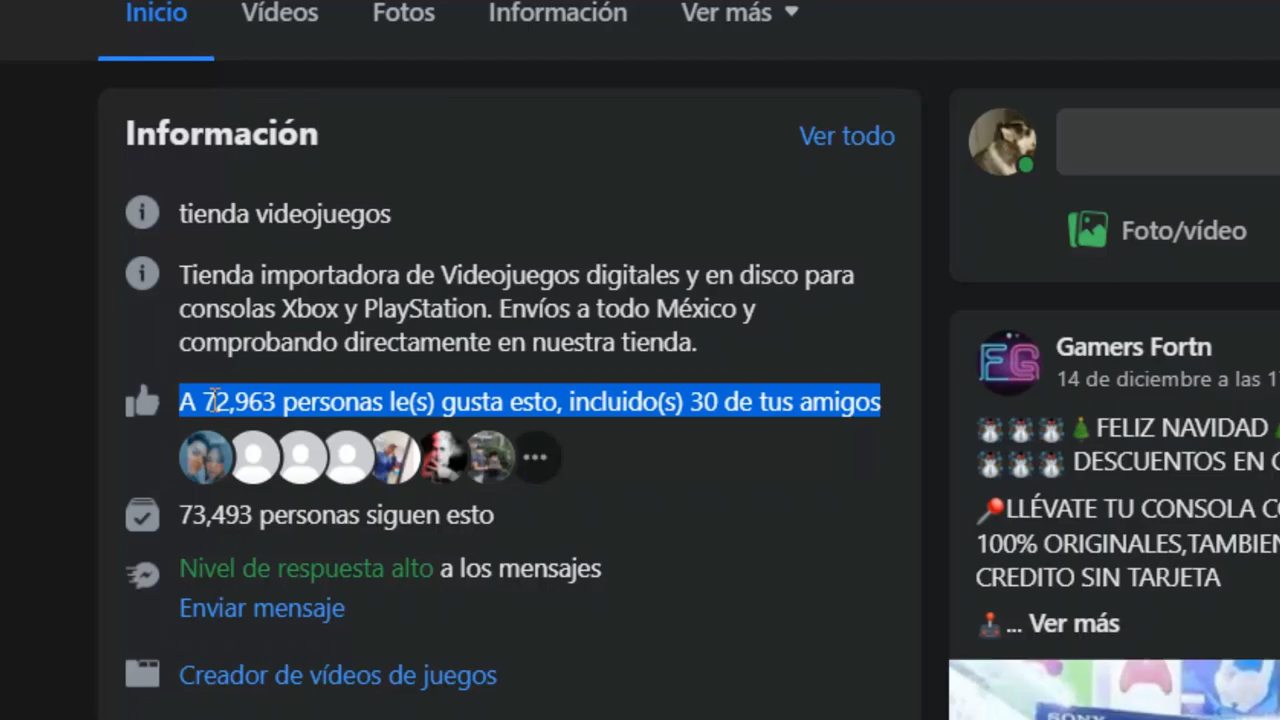 Inicio Vídeos Fotos Información Ver más
Información
Ver todo
tienda videojuegos
Tienda importadora de Videojuegos digitales y en disco para
consolas Xbox y PlayStation. Envíos a todo México y
comprobando directamente en nuestra tienda.
A 72,963 personas le(s) gusta esto, incluido(s) 30 de tus amigos
73,493 personas siguen esto
Nivel de respuesta alto a los mensajes
Enviar mensaje
Creador de vídeos de juegos
Foto/vídeo
FG
Gamers Fortn
14 de diciembre a las 1
FELIZ NAVIDAD
DESCUENTOS EN
LLÉVATE TU CONSOLA
100% ORIGINALES,TAMBIEN
CREDITO SIN TARJETA
... Ver más
SONY